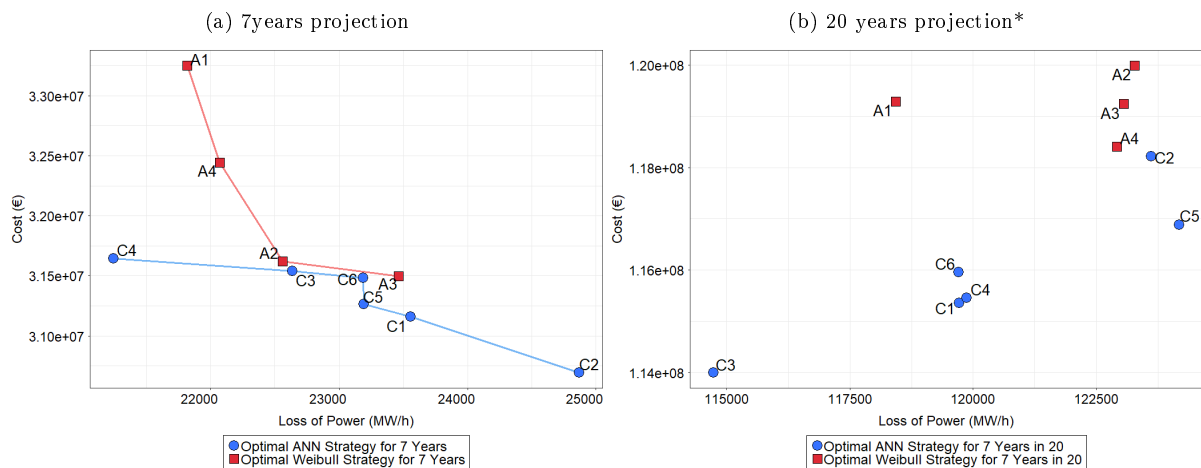 (a) 7years projection
A1
3.30e+07
3.25e+07
A4
3.20e+07
Cost (€)
C4
A2
C3
C6
A3
3.15e+07
C5
C1
3.10e+07
C2
22000
23000
24000
25000
Loss of Power (MW/h)
Optimal ANN Strategy for 7 Years
Optimal Weibull Strategy for 7 Years
(b) 20 years projection*
1.20e+08
A2
A1
A3
A4
1.18e+08
C2
C5
Cost (€)
1.16e+08
C6
C4
C1
1.14e+08
C3
115000
117500
120000
122500
Loss of Power (MW/h)
Optimal ANN Strategy for 7 Years in 20
Optimal Weibull Strategy for 7 Years in 20